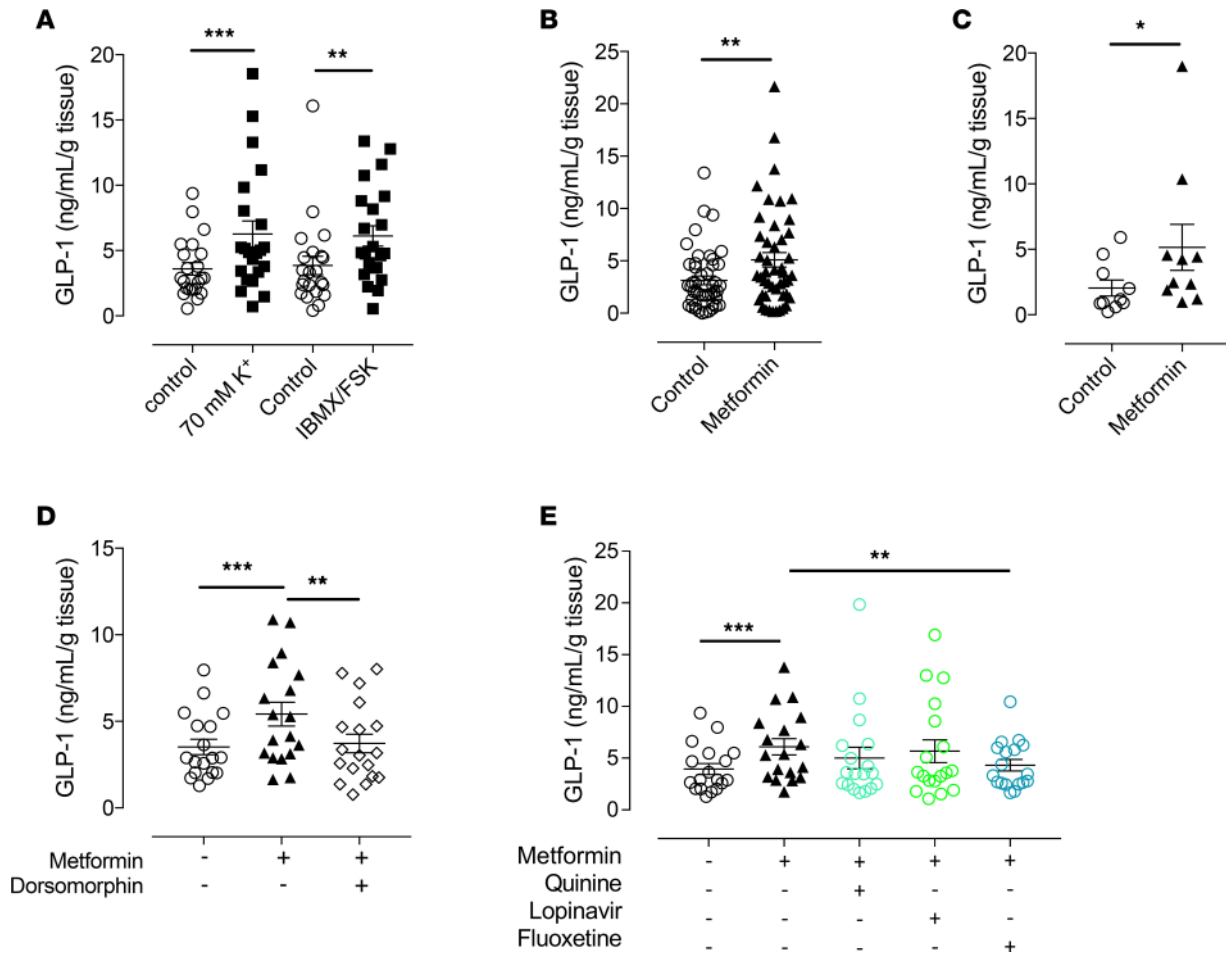 A
GLP-1 (ng/mL/g tissue)
20
15
10
5
0
***
**
control
70 mM K⁺
Control
IBMX/FSK
B
GLP-1 (ng/mL/g tissue)
25
20
15
10
5
0
**
Control
Metformin
C
GLP-1 (ng/mL/g tissue)
20
15
10
5
0
*
Control
Metformin
D
GLP-1 (ng/mL/g tissue)
15
10
5
0
***
**
Metformin - + +
Dorsomorphin - - +
E
GLP-1 (ng/mL/g tissue)
25
20
15
10
5
0
***
**
Metformin - + + + +
Quinine - - + - -
Lopinavir - - - + -
Fluoxetine - - - - +